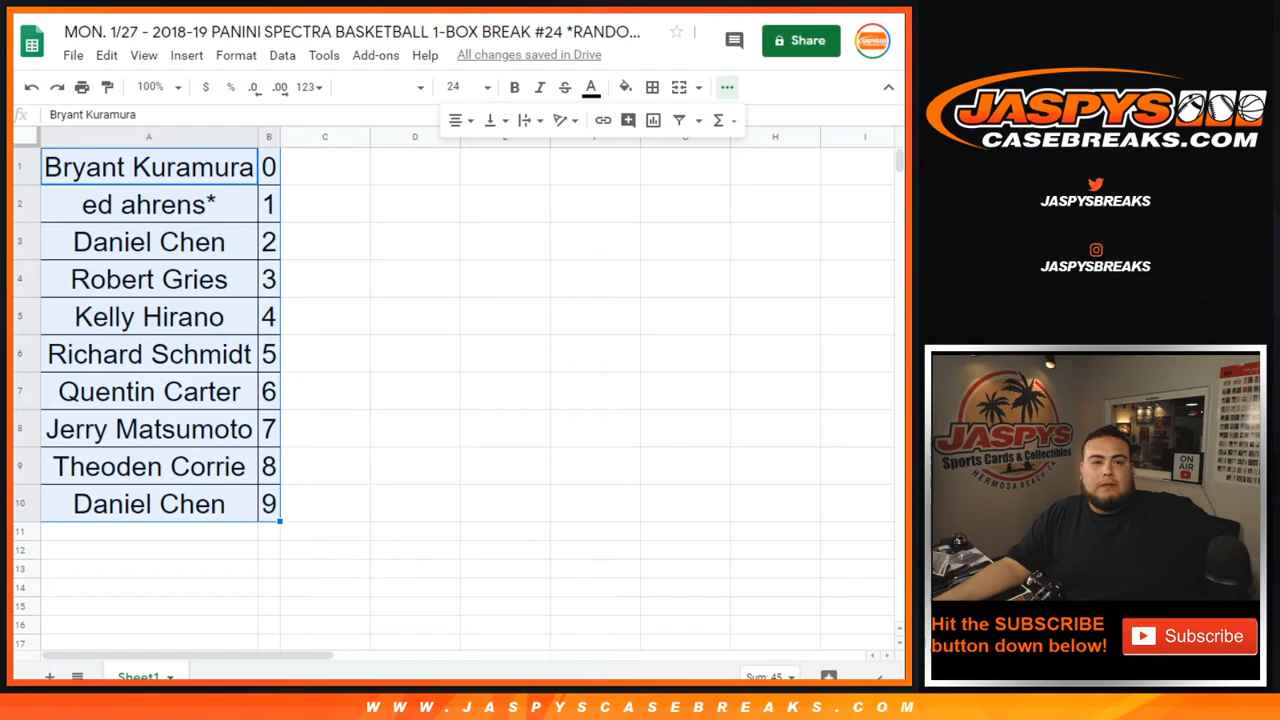 MON. 1/27 - 2018-19 PANINI SPECTRA BASKETBALL 1-BOX BREAK #24 *RANDO...
Share
File Edit View Insert Format Data Tools Add-ons Help All changes saved in Drive
100% $ % .0 .00 123 24 B I S A
fx Bryant Kuramura
A B C D E F G H I
1 Bryant Kuramura 0
2 ed ahrens* 1
3 Daniel Chen 2
4 Robert Gries 3
5 Kelly Hirano 4
6 Richard Schmidt 5
7 Quentin Carter 6
8 Jerry Matsumoto 7
9 Theoden Corrie 8
10 Daniel Chen 9
11
12
13
14
15
16
17
Sheet1
Sum: 45
JASPYS
CASEBREAKS.COM
JASPYSBREAKS
JASPYSBREAKS
JASPYS
Sports Cards & Collectibles
HERMOSA BEACH, CA
ON AIR
Hit the SUBSCRIBE
button down below!
Subscribe
WWW.JASPYSCASEBREAKS.COM